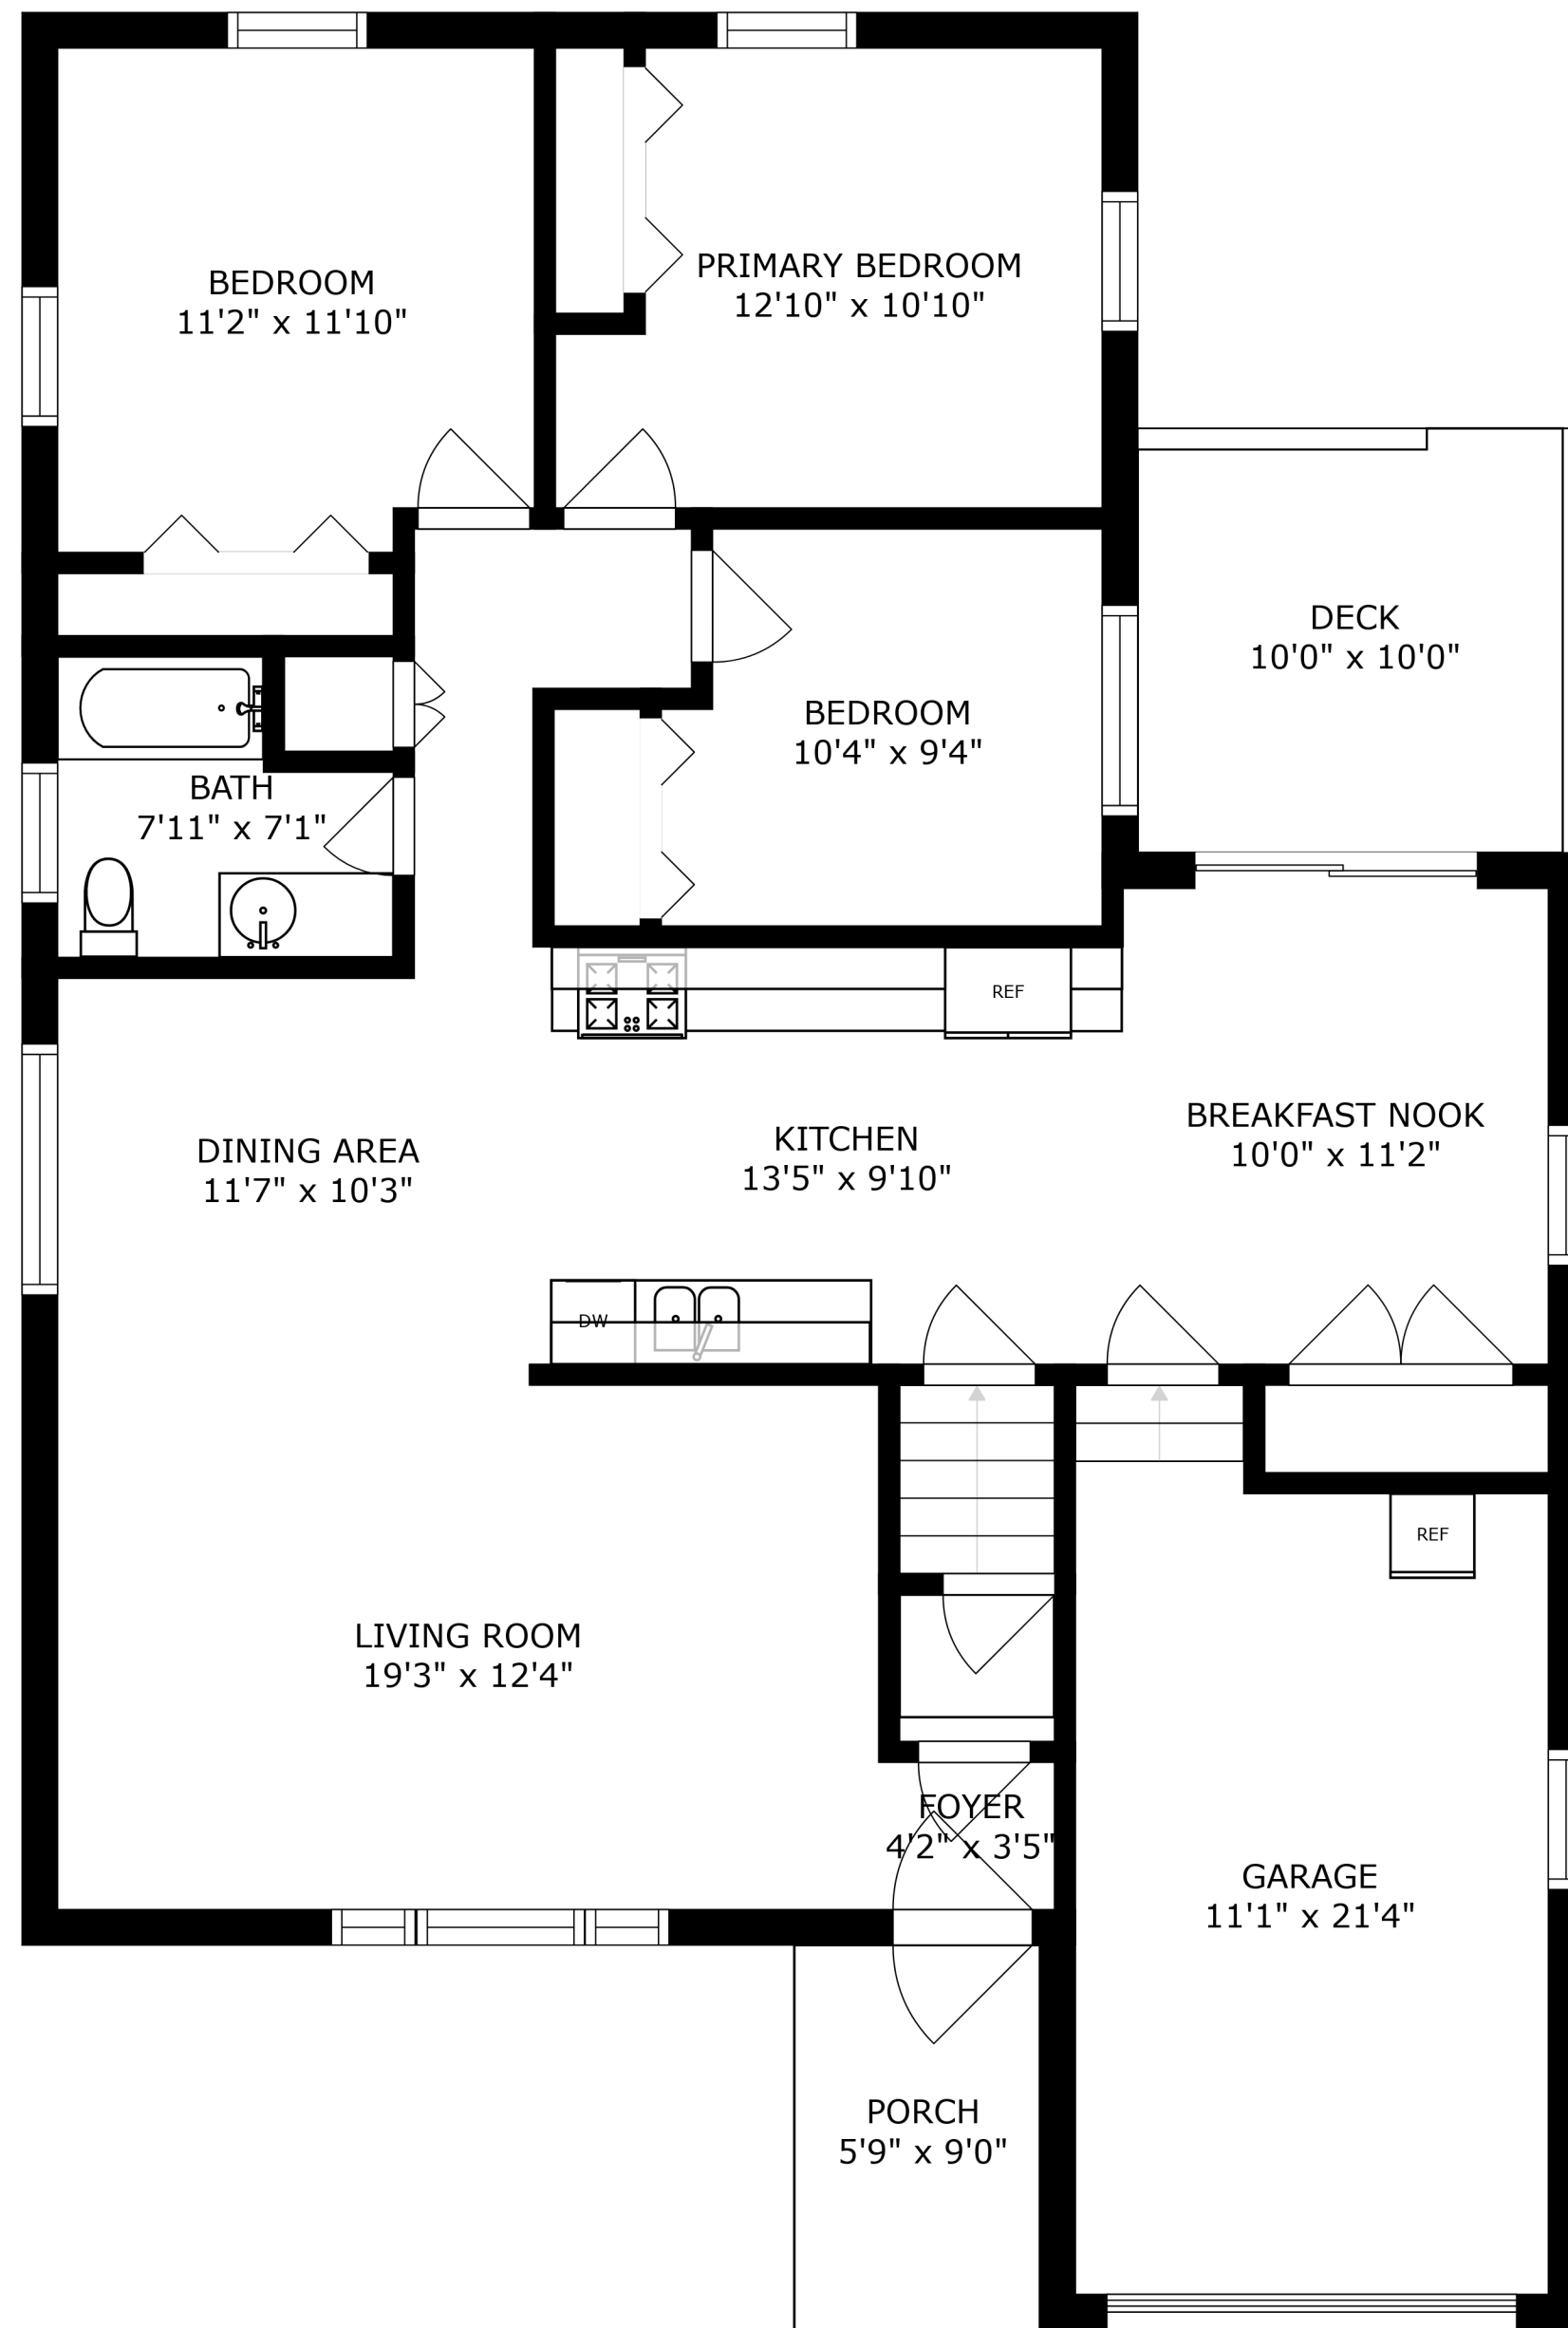 BEDROOM
11'2" x 11'10"
PRIMARY BEDROOM
12'10" x 10'10"
DECK
10'0" x 10'0"
BEDROOM
10'4" x 9'4"
BATH
7'11" x 7'1"
REF
BREAKFAST NOOK
10'0" x 11'2"
KITCHEN
13'5" x 9'10"
DINING AREA
11'7" x 10'3"
DW
REF
LIVING ROOM
19'3" x 12'4"
FOYER
4'2" x 3'5"
GARAGE
11'1" x 21'4"
PORCH
5'9" x 9'0"